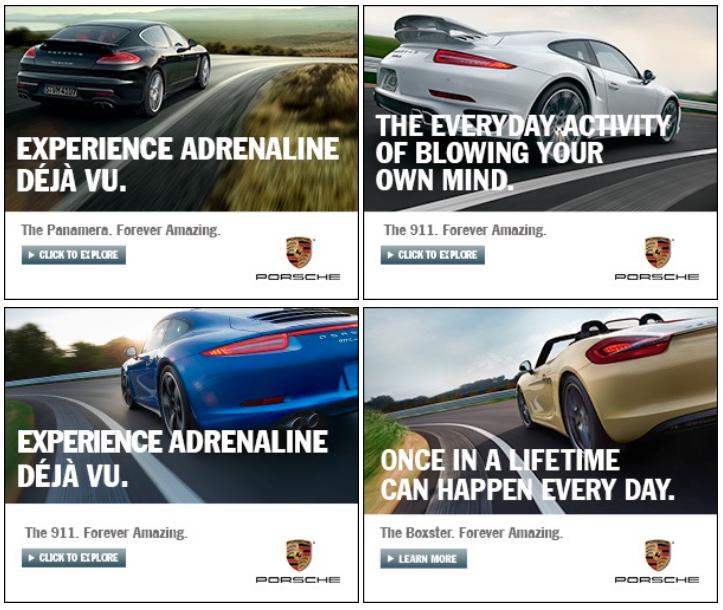 EXPERIENCE ADRENALINE
DÉJÀ VU.
The Panamera. Forever Amazing.
CLICK TO EXPLORE
PORSCHE
THE EVERYDAY ACTIVITY
OF BLOWING YOUR
OWN MIND.
The 911. Forever Amazing.
CLICK TO EXPLORE
PORSCHE
EXPERIENCE ADRENALINE
DÉJÀ VU.
The 911. Forever Amazing.
CLICK TO EXPLORE
PORSCHE
ONCE IN A LIFETIME
CAN HAPPEN EVERY DAY.
The Boxster. Forever Amazing.
LEARN MORE
PORSCHE